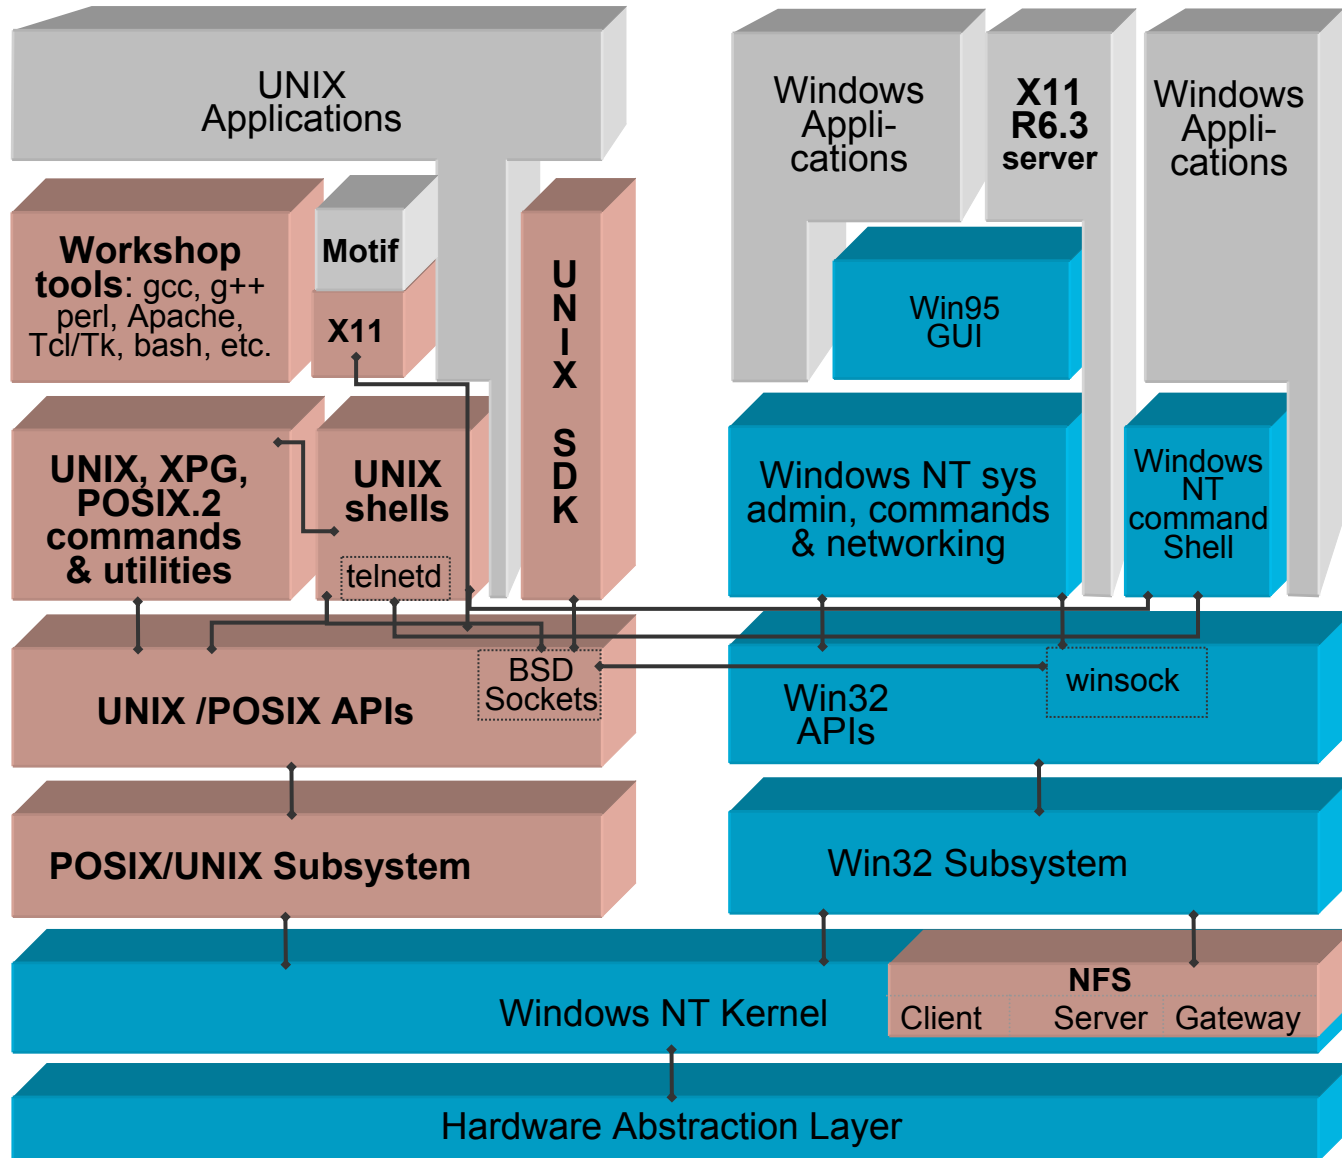 UNIX
Applications
Windows
Appli-
cations
X11
R6.3
server
Windows
Appli-
cations
Workshop
tools: gcc, g++
perl, Apache,
Tcl/Tk, bash, etc.
Motif
X11
UNIX SDK
Win95
GUI
UNIX, XPG,
POSIX.2
commands
& utilities
UNIX
shells
telnetd
Windows NT sys
admin, commands
& networking
Windows
NT
command
Shell
UNIX /POSIX APIs
BSD
Sockets
Win32
APIs
winsock
POSIX/UNIX Subsystem
Win32 Subsystem
Windows NT Kernel
NFS
Client Server Gateway
Hardware Abstraction Layer